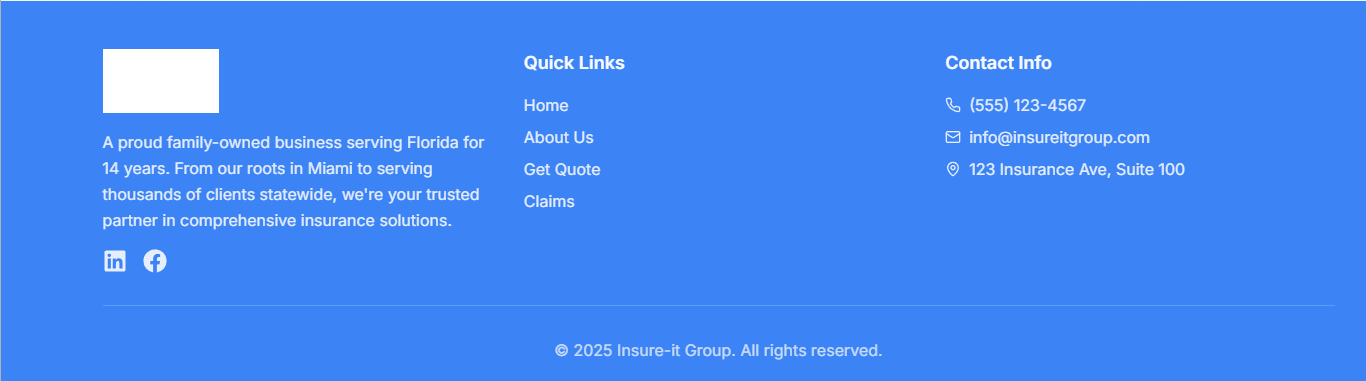 A proud family-owned business serving Florida for
14 years. From our roots in Miami to serving
thousands of clients statewide, we're your trusted
partner in comprehensive insurance solutions.
Quick Links
Home
About Us
Get Quote
Claims
Contact Info
(555) 123-4567
info@insureitgroup.com
123 Insurance Ave, Suite 100
© 2025 Insure-it Group. All rights reserved.